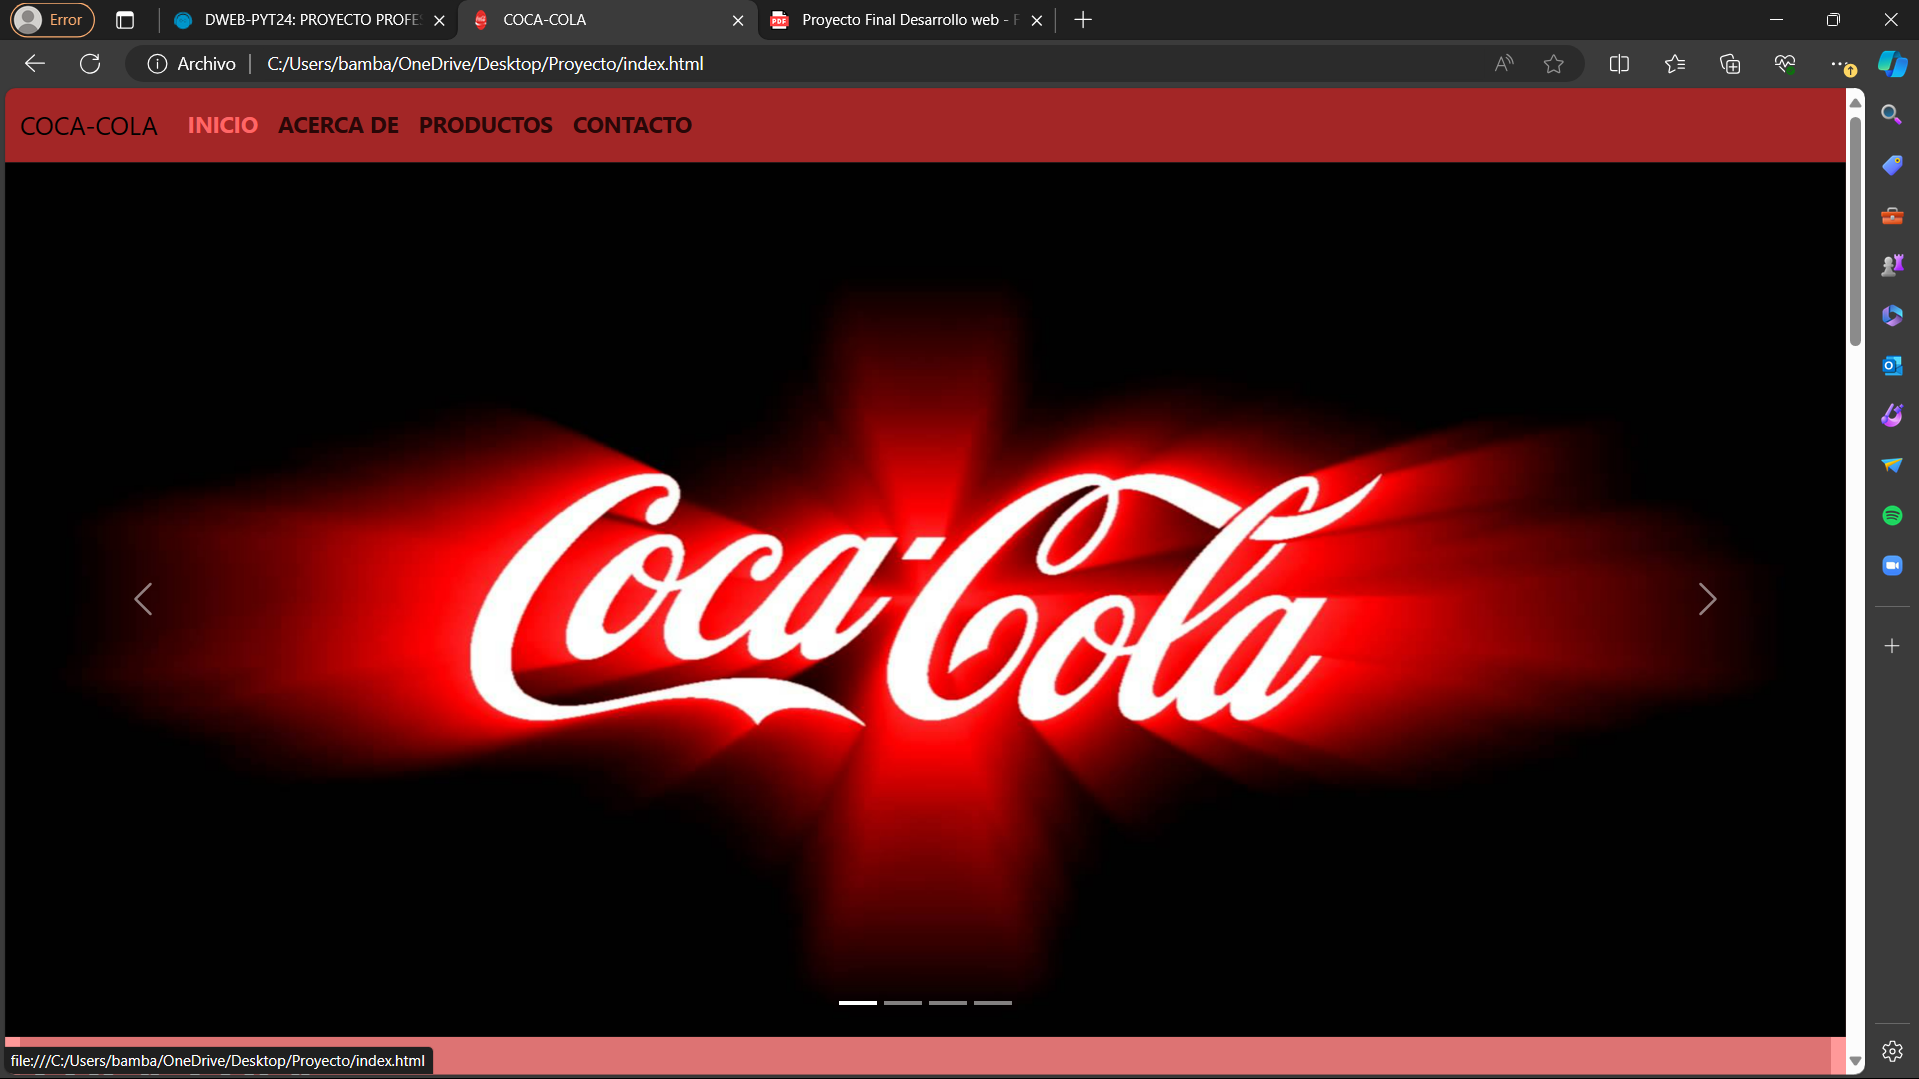 Error
DWEB-PYT24: PROYECTO PROFE
COCA-COLA
Proyecto Final Desarrollo web - F
Archivo
C:/Users/bamba/OneDrive/Desktop/Proyecto/index.html
COCA-COLA INICIO ACERCA DE PRODUCTOS CONTACTO
Coca-Cola
file:///C:/Users/bamba/OneDrive/Desktop/Proyecto/index.html